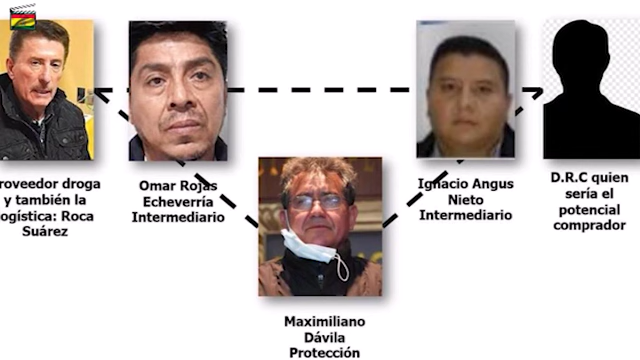 roveedor droga
y también la
ogística: Roca
Suárez
Omar Rojas
Echeverría
Intermediario
Maximiliano
Dávila
Protección
Ignacio Angus
Nieto
Intermediario
D.R.C quien
sería el
potencial
comprador